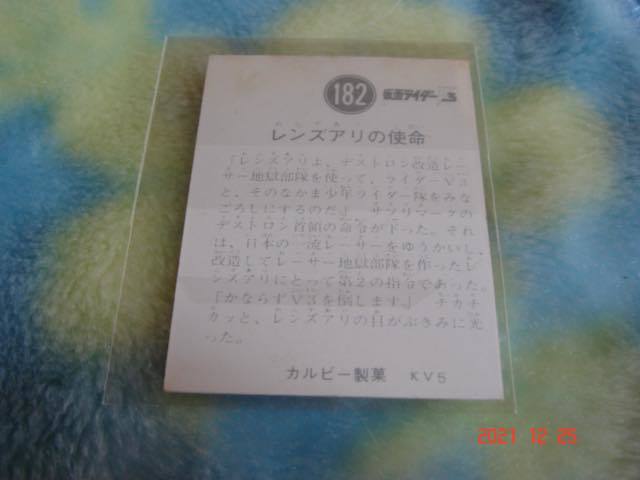 182 仮面ライダーV3
レンズアリの使命
『レンズアリよ、デストロン改造レー
サー地獄部隊を使って、ライダーV3
と、そのなかま少年ライダー隊をみな
ごろしにするのだ』 サソリマークの
デストロン首領の命令が下った。それ
は、日本の一流レーサーをゆうかいし、
改造してレーサー地獄部隊を作ったレ
ンズアリにとって第2の指令であった。
『かならずV3を倒します』 チカチ
カッと、レンズアリの目がぶきみに光
った。
カルビー製菓 KV5
2021 12 25